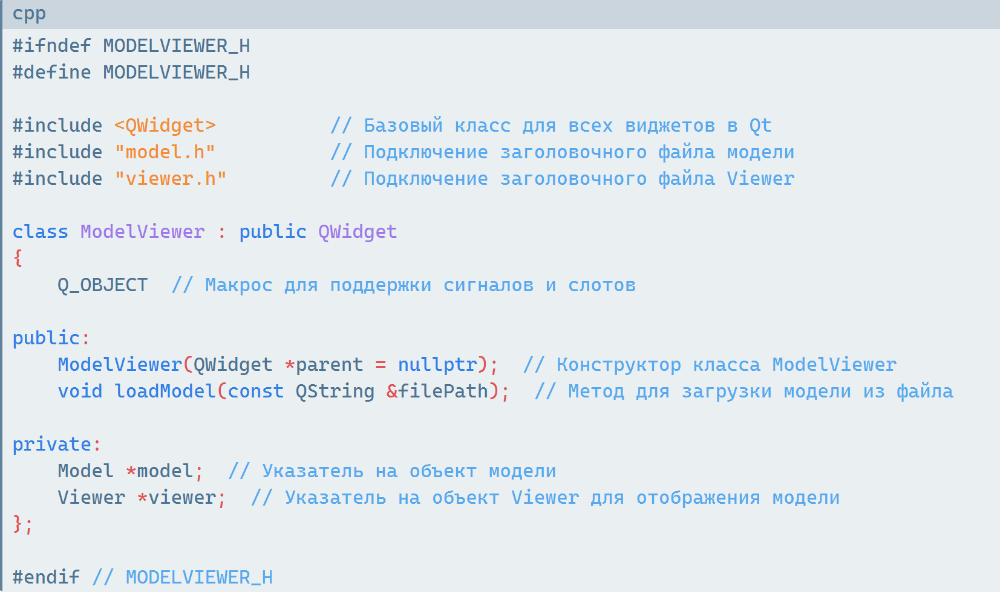 cpp
#ifndef MODELVIEWER_H
#define MODELVIEWER_H
#include <QWidget>          // Базовый класс для всех виджетов в Qt
#include "model.h"          // Подключение заголовочного файла модели
#include "viewer.h"         // Подключение заголовочного файла Viewer
class ModelViewer : public QWidget
{
    Q_OBJECT  // Макрос для поддержки сигналов и слотов
public:
    ModelViewer(QWidget *parent = nullptr);  // Конструктор класса ModelViewer
    void loadModel(const QString &filePath);  // Метод для загрузки модели из файла
private:
    Model *model;  // Указатель на объект модели
    Viewer *viewer;  // Указатель на объект Viewer для отображения модели
};
#endif // MODELVIEWER_H